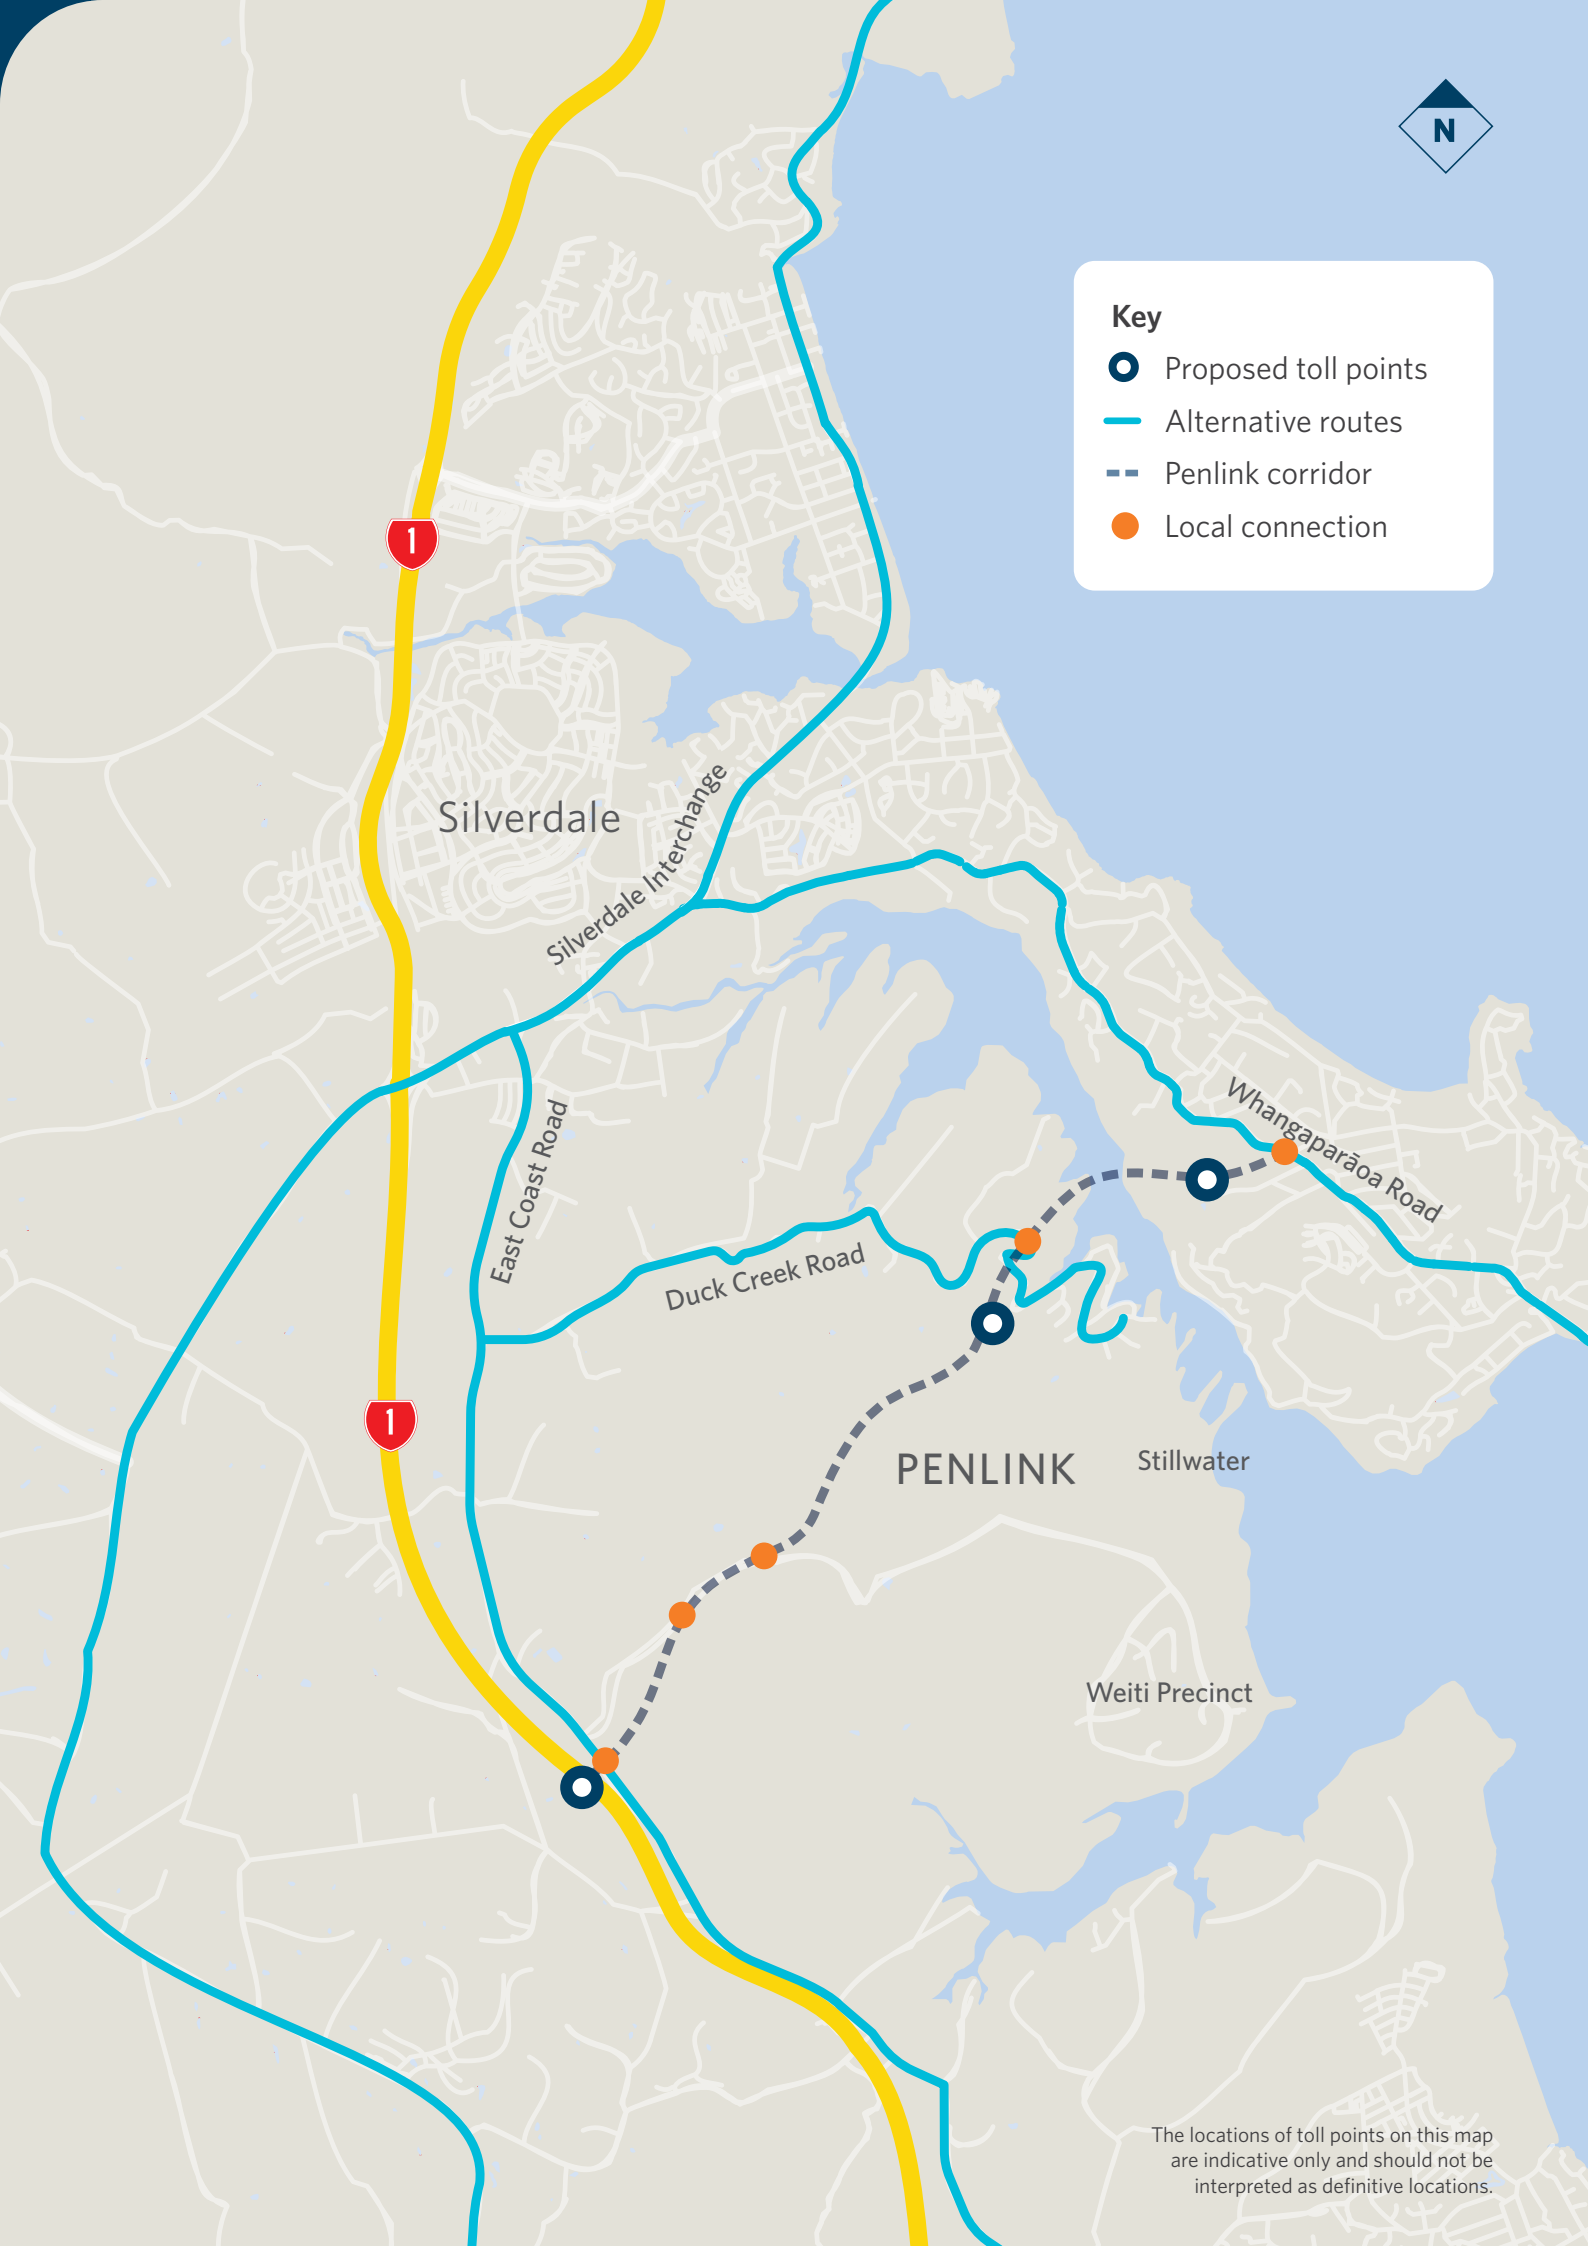 N
Key
Proposed toll points
Alternative routes
Penlink corridor
Local connection
1
Silverdale Interchange
Silverdale
Whangaparāoa Road
East Coast Road
Duck Creek Road
1
PENLINK
Stillwater
Weiti Precinct
The locations of toll points on this map
are indicative only and should not be
interpreted as definitive locations.